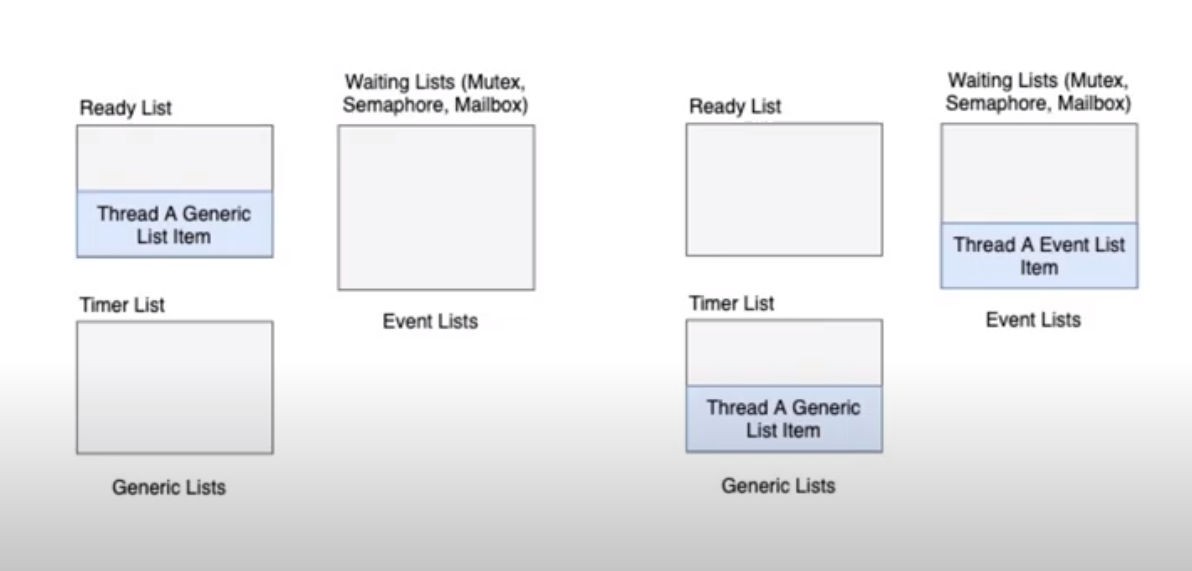 Ready List
Waiting Lists (Mutex,
Semaphore, Mailbox)
Thread A Generic
List Item
Timer List
Event Lists
Generic Lists
Ready List
Waiting Lists (Mutex,
Semaphore, Mailbox)
Thread A Event List
Item
Timer List
Event Lists
Thread A Generic
List Item
Generic Lists